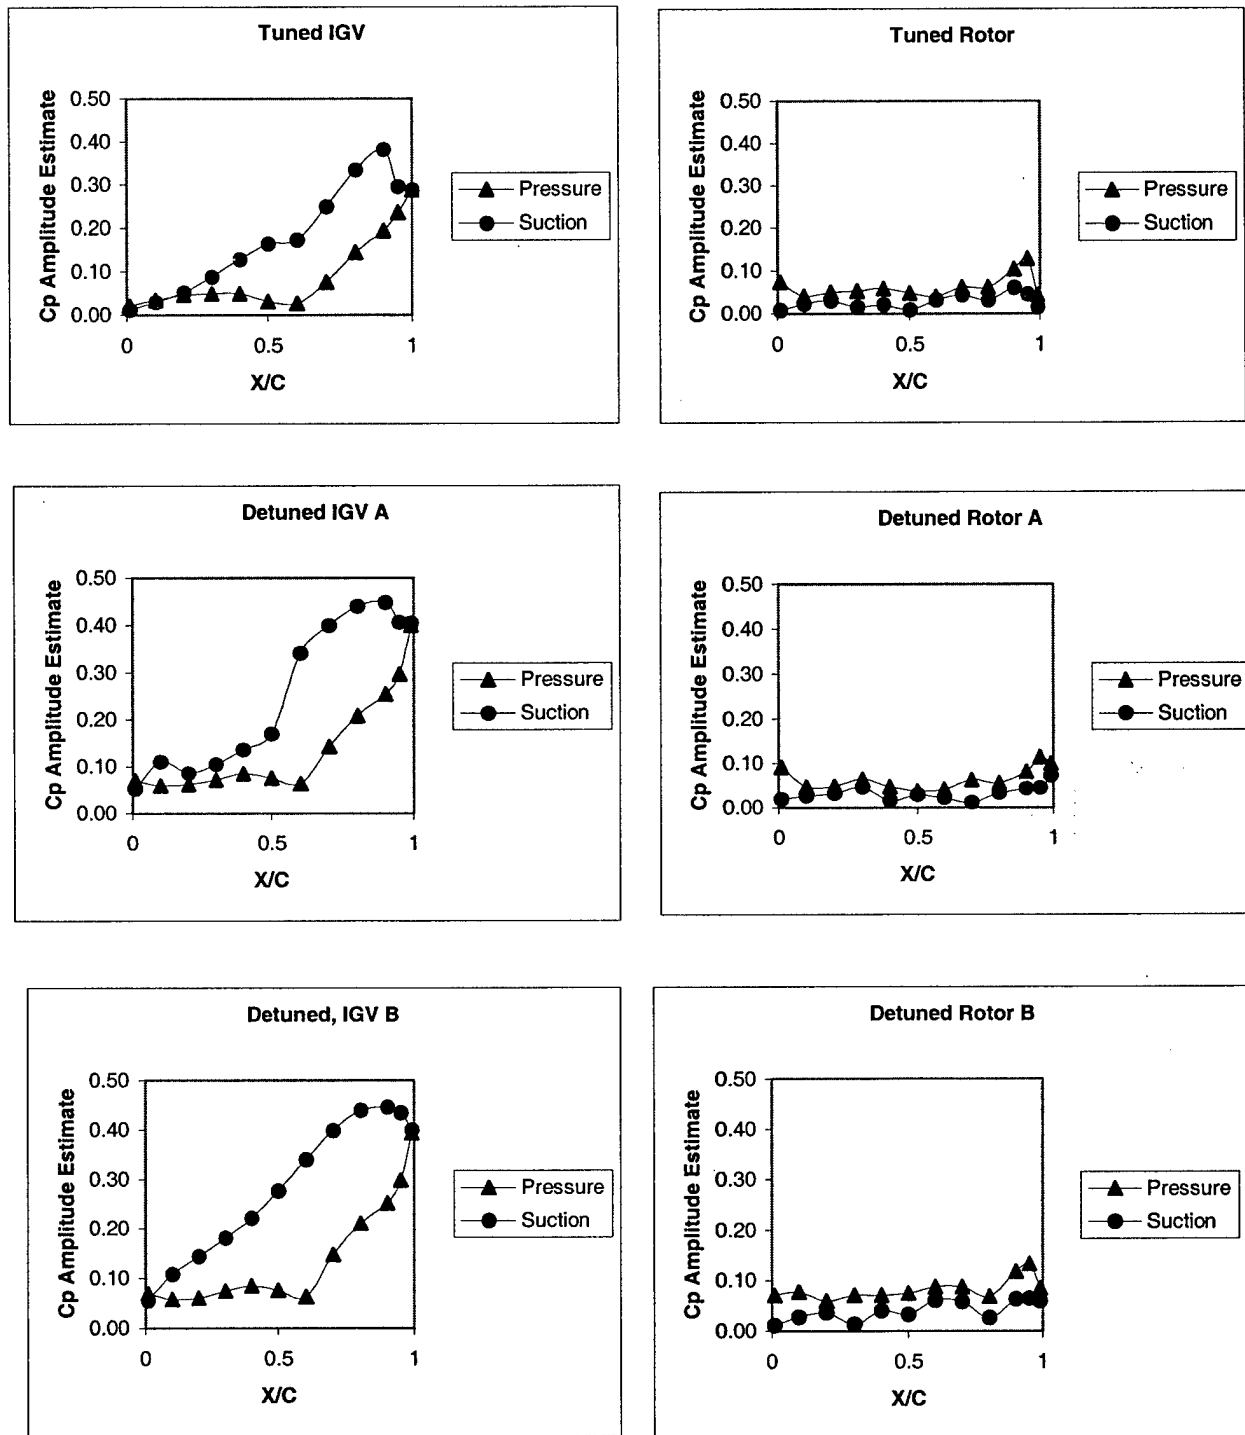 Tuned IGV
Cp Amplitude Estimate
0.50
0.40
0.30
0.20
0.10
0.00
0
0.5
1
X/C
Pressure
Suction
Tuned Rotor
Cp Amplitude Estimate
0.50
0.40
0.30
0.20
0.10
0.00
0
0.5
1
X/C
Pressure
Suction
Detuned IGV A
Cp Amplitude Estimate
0.50
0.40
0.30
0.20
0.10
0.00
0
0.5
1
X/C
Pressure
Suction
Detuned Rotor A
Cp Amplitude Estimate
0.50
0.40
0.30
0.20
0.10
0.00
0
0.5
1
X/C
Pressure
Suction
Detuned, IGV B
Cp Amplitude Estimate
0.50
0.40
0.30
0.20
0.10
0.00
0
0.5
1
X/C
Pressure
Suction
Detuned Rotor B
Cp Amplitude Estimate
0.50
0.40
0.30
0.20
0.10
0.00
0
0.5
1
X/C
Pressure
Suction